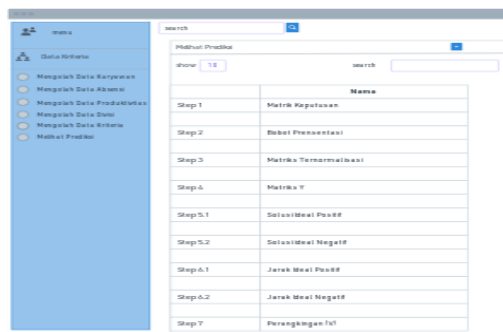 menu
Data Kriteria
Mengolah Data Karyawan
Mengolah Data Absensi
Mengolah Data Produktivitas
Mengolah Data Divisi
Mengolah Data Kriteria
Melihat Prediksi
search
Melihat Prediksi
show 10 search
Nama
Step 1 Matrik Keputusan
Step 2 Bobot Prensentasi
Step 3 Matriks Ternormalisasi
Step 4 Matriks Y
Step 5.1 Solusi Ideal Positif
Step 5.2 Solusi ideal Negatif
Step 6.1 Jarak Ideal Positif
Step 6.2 Jarak Ideal Negatif
Step 7 Perangkingan (V)